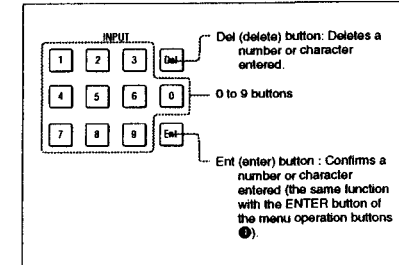 INPUT
1 2 3 Del
4 5 6 0
7 8 9 Ent
Del (delete) button: Deletes a
number or character
entered.
0 to 9 buttons
Ent (enter) button : Confirms a
number or character
entered (the same function
with the ENTER button of
the menu operation buttons
).